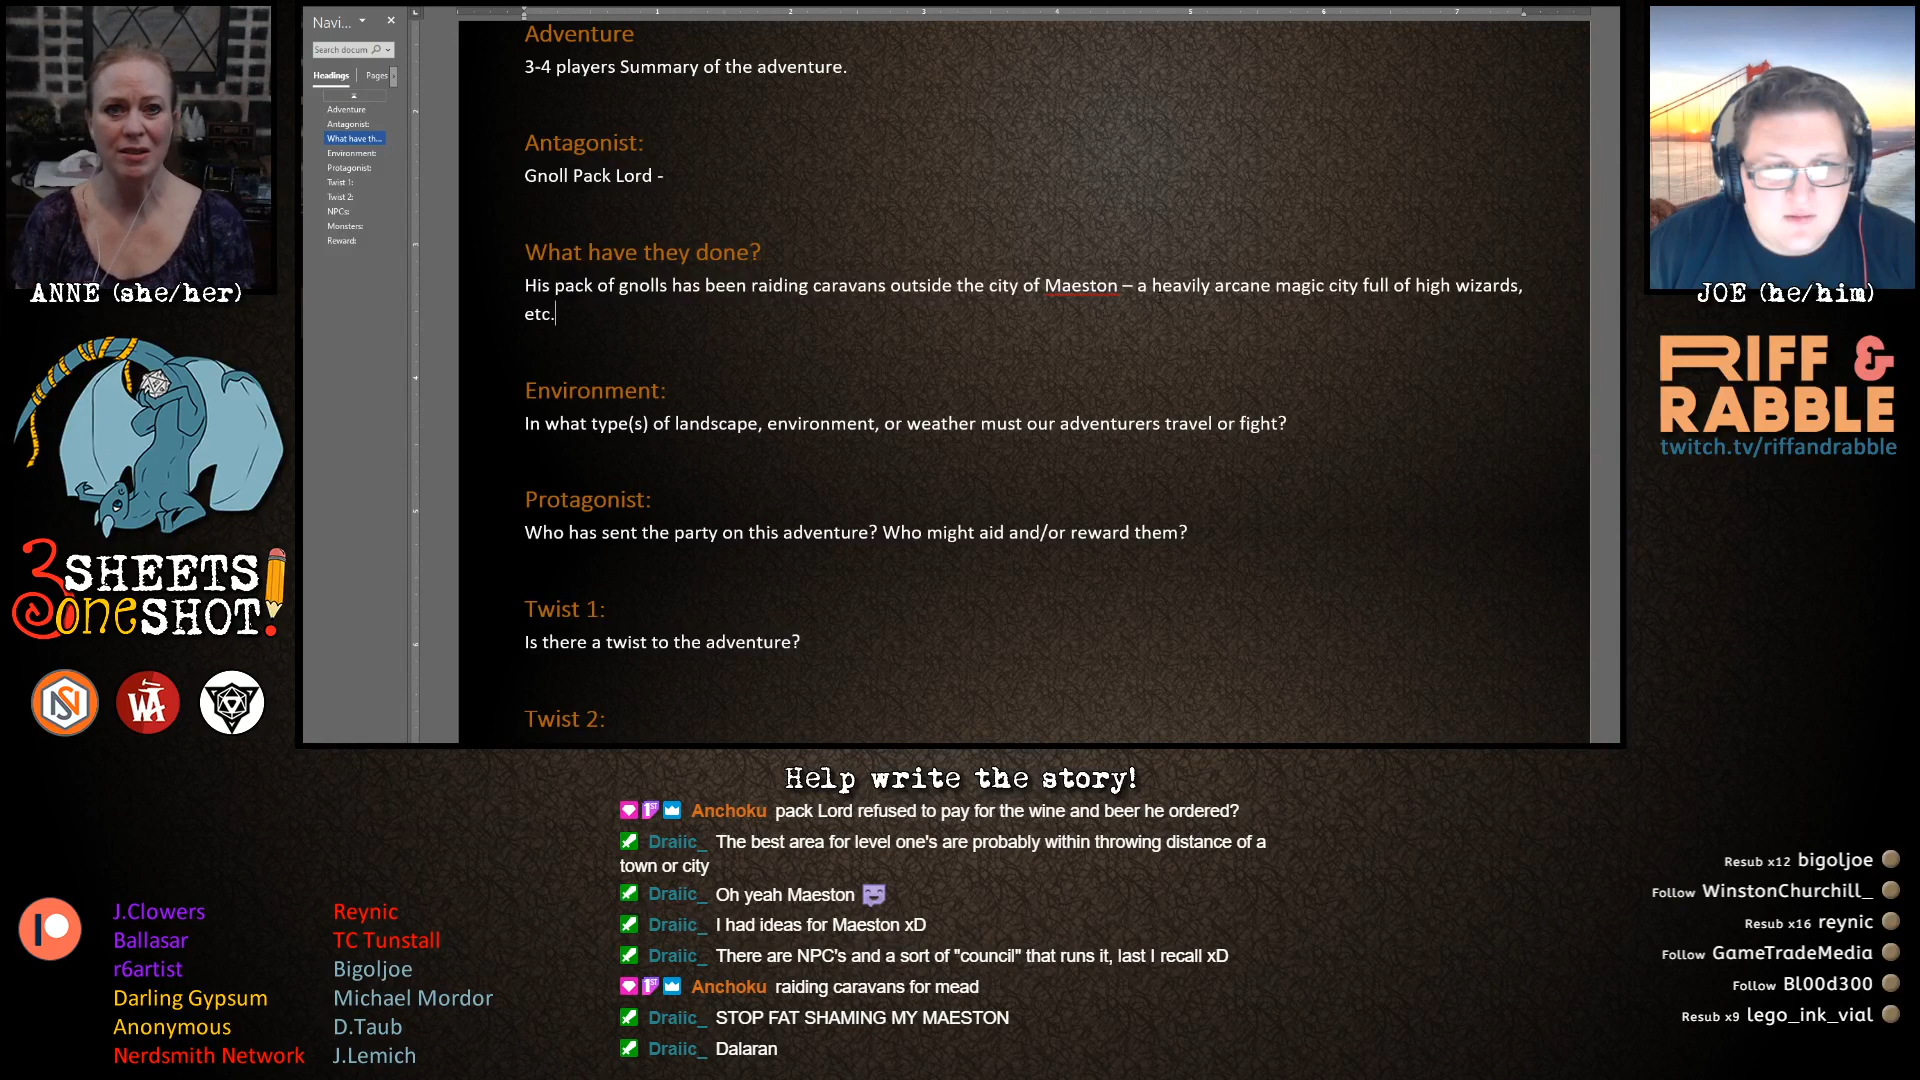 Navi...
Search docum
Headings
Pages
Adventure
Antagonist:
What have th...
Environment:
Protagonist:
Twist 1:
Twist 2:
NPCs:
Monsters:
Reward:
1
2
3
4
5
6
7
Adventure
3-4 players Summary of the adventure.
Antagonist:
Gnoll Pack Lord -
What have they done?
His pack of gnolls has been raiding caravans outside the city of Maeston – a heavily arcane magic city full of high wizards,
etc.
Environment:
In what type(s) of landscape, environment, or weather must our adventurers travel or fight?
Protagonist:
Who has sent the party on this adventure? Who might aid and/or reward them?
Twist 1:
Is there a twist to the adventure?
Twist 2:
ANNE (she/her)
JOE (he/him)
RIFF &
RABBLE
twitch.tv/riffandrabble
3 SHEETS
oneSHOT!
Help write the story!
Anchoku pack Lord refused to pay for the wine and beer he ordered?
Draiic_ The best area for level one's are probably within throwing distance of a
town or city
Draiic_ Oh yeah Maeston
Draiic_ I had ideas for Maeston xD
Draiic_ There are NPC's and a sort of "council" that runs it, last I recall xD
Anchoku raiding caravans for mead
Draiic_ STOP FAT SHAMING MY MAESTON
Draiic_ Dalaran
J.Clowers
Ballasar
r6artist
Darling Gypsum
Anonymous
Nerdsmith Network
Reynic
TC Tunstall
Bigoljoe
Michael Mordor
D.Taub
J.Lemich
Resub x12 bigoljoe
Follow WinstonChurchill_
Resub x16 reynic
Follow GameTradeMedia
Follow Bl00d300
Resub x9 lego_ink_vial